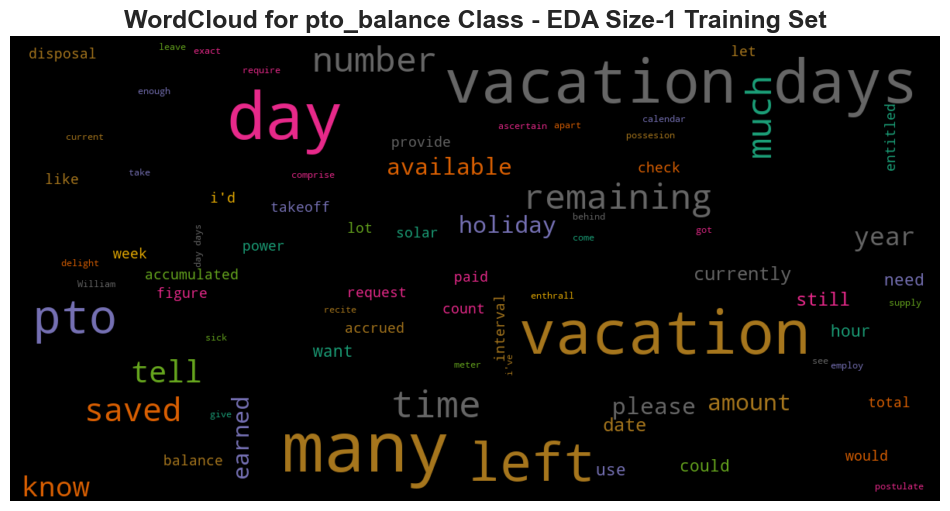 WordCloud for pto_balance Class - EDA Size-1 Training Set
disposal
leave
exact
number
let
require
vacation days
enough
day
much
calendar
entitled
current
ascertain
apart
possesion
provide
available
check
like
take
comprise
i'd
takeoff
remaining
behind
day days
power
lot
solar
holiday
come
got
year
week
delight
accumulated
William
figure
request
paid
currently
need
pto
recite
accrued
count
interval
enthrall
still
supply
sick
want
vacation
hour
tell
meter
i've
see
employ
saved
give
earned
time
please
amount
date
total
many
left
balance
use
could
would
know
postulate